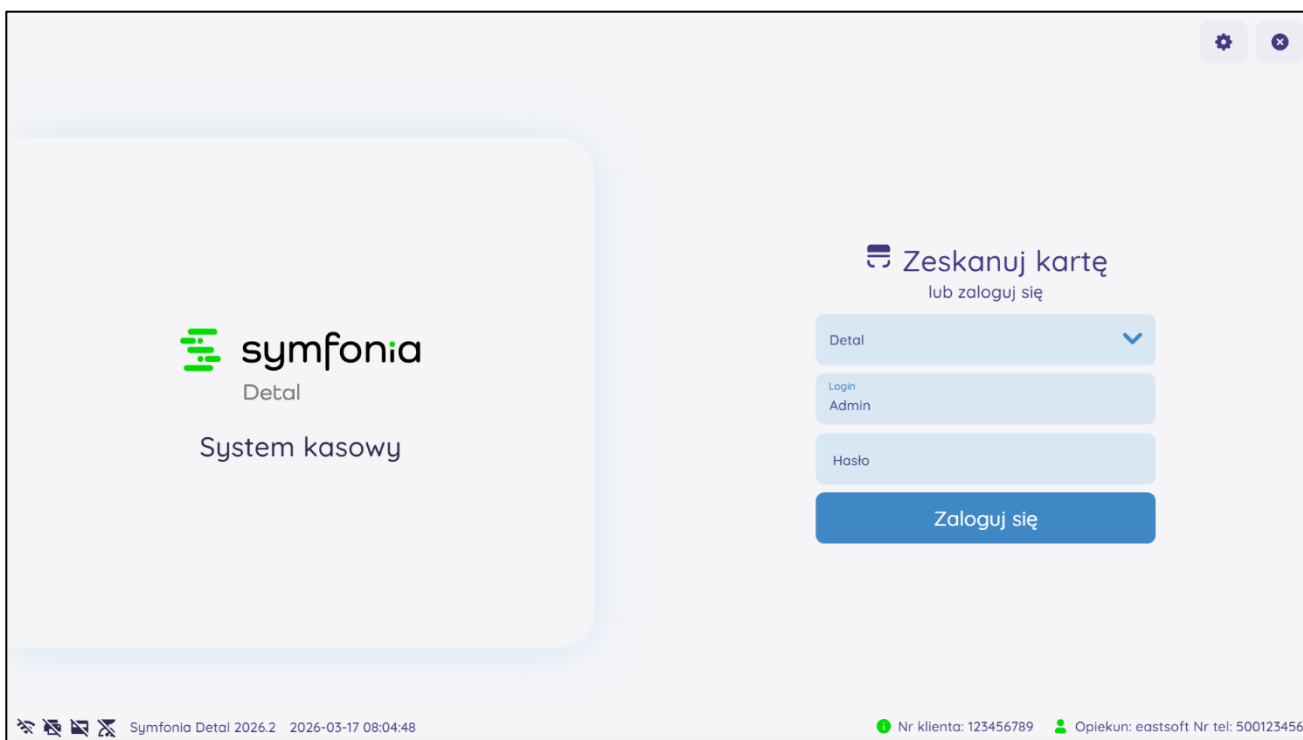 symfonia
Detal
System kasowy
Zeskanuj kartę
lub zaloguj się
Detal
Login
Admin
Hasło
Zaloguj się
Symfonia Detal 2026.2 2026-03-17 08:04:48
Nr klienta: 123456789 Opiekun: eastsoft Nr tel: 500123456